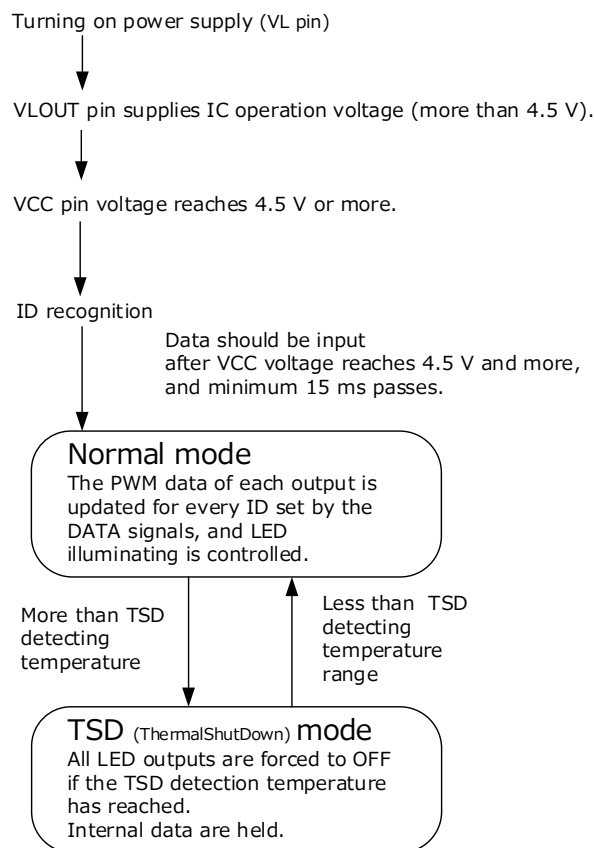 Turning on power supply (VL pin)
VLOUT pin supplies IC operation voltage (more than 4.5 V).
VCC pin voltage reaches 4.5 V or more.
ID recognition
Data should be input
after VCC voltage reaches 4.5 V and more,
and minimum 15 ms passes.
Normal mode
The PWM data of each output is
updated for every ID set by the
DATA signals, and LED
illuminating is controlled.
More than TSD
detecting
temperature
Less than TSD
detecting
temperature
range
TSD (ThermalShutDown) mode
All LED outputs are forced to OFF
if the TSD detection temperature
has reached.
Internal data are held.